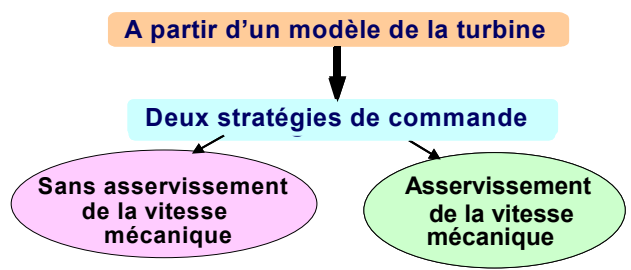 A partir d’un modèle de la turbine
Deux stratégies de commande
Sans asservissement
de la vitesse
mécanique
Asservissement
de la vitesse
mécanique